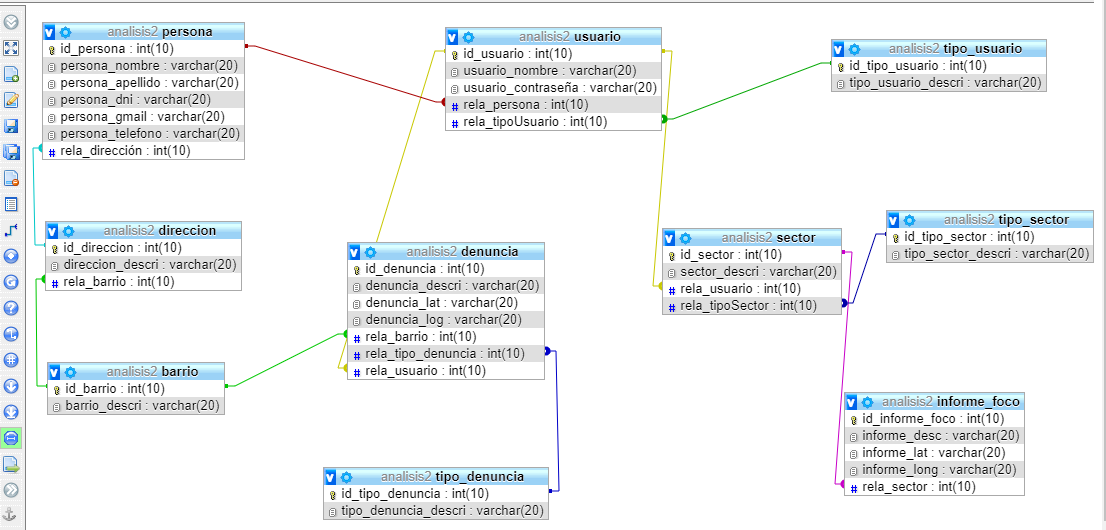 analisis2 persona
id_persona : int(10)
persona_nombre : varchar(20)
persona_apellido : varchar(20)
persona_dni : varchar(20)
persona_gmail : varchar(20)
persona_telefono : varchar(20)
# rela_dirección : int(10)
analisis2 usuario
id_usuario : int(10)
usuario_nombre : varchar(20)
usuario_contraseña : varchar(20)
# rela_persona : int(10)
# rela_tipoUsuario : int(10)
analisis2 tipo_usuario
id_tipo_usuario : int(10)
tipo_usuario_descri : varchar(20)
analisis2 direccion
id_direccion : int(10)
direccion_descri : varchar(20)
# rela_barrio : int(10)
analisis2 denuncia
id_denuncia : int(10)
denuncia_descri : varchar(20)
denuncia_lat : varchar(20)
denuncia_log : varchar(20)
# rela_barrio : int(10)
# rela_tipo_denuncia : int(10)
# rela_usuario : int(10)
analisis2 sector
id_sector : int(10)
sector_descri : varchar(20)
# rela_usuario : int(10)
# rela_tipoSector : int(10)
analisis2 tipo_sector
id_tipo_sector : int(10)
tipo_sector_descri : varchar(20)
analisis2 barrio
id_barrio : int(10)
barrio_descri : varchar(20)
analisis2 informe_foco
id_informe_foco : int(10)
informe_desc : varchar(20)
informe_lat : varchar(20)
informe_long : varchar(20)
# rela_sector : int(10)
analisis2 tipo_denuncia
id_tipo_denuncia : int(10)
tipo_denuncia_descri : varchar(20)